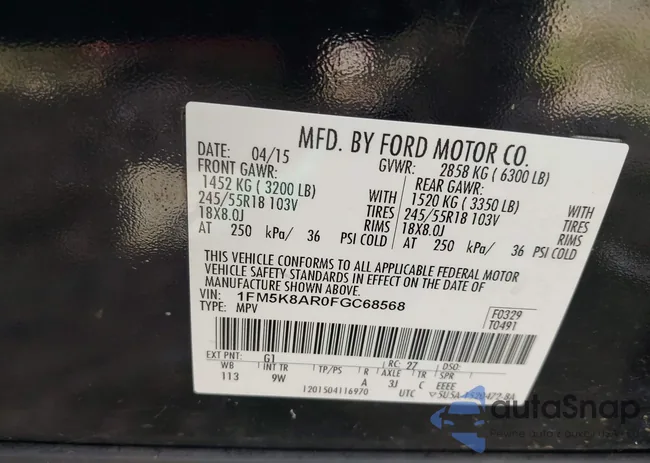 MFD. BY FORD MOTOR CO.
DATE: 04/15 GVWR: 2858 KG ( 6300 LB)
FRONT GAWR: REAR GAWR:
1452 KG ( 3200 LB) WITH 1520 KG ( 3350 LB) WITH
245/55R18 103V TIRES 245/55R18 103V TIRES
18X8.0J RIMS 18X8.0J RIMS
AT 250 kPa/ 36 PSI COLD AT 250 kPa/ 36 PSI COLD
THIS VEHICLE CONFORMS TO ALL APPLICABLE FEDERAL MOTOR
VEHICLE SAFETY STANDARDS IN EFFECT ON THE DATE OF
MANUFACTURE SHOWN ABOVE.
VIN: 1FM5K8AR0FGC68568 F0329
TYPE: MPV T0491
EXT PNT: G1 RC: 27 DSO:
WB INT TR TP/PS R AXLE TR SPR
113 9W A 3J C EEEE
1201504116970 UTC
autoSnap